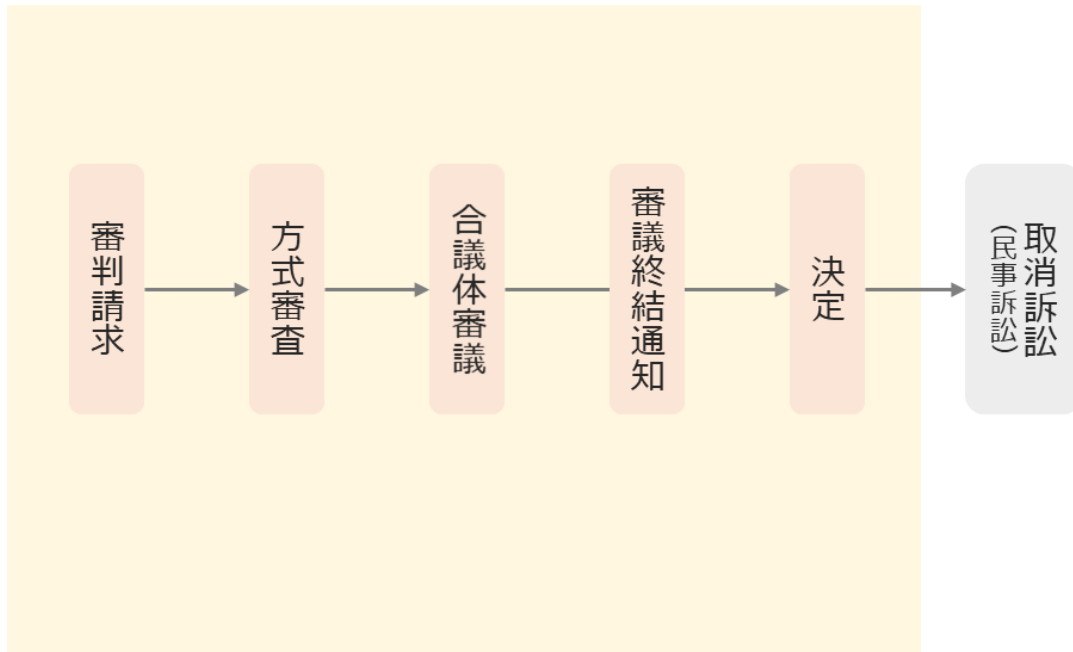 審判請求
方式審査
合議体審議
審議終結通知
決定
取消訴訟
(民事訴訟)